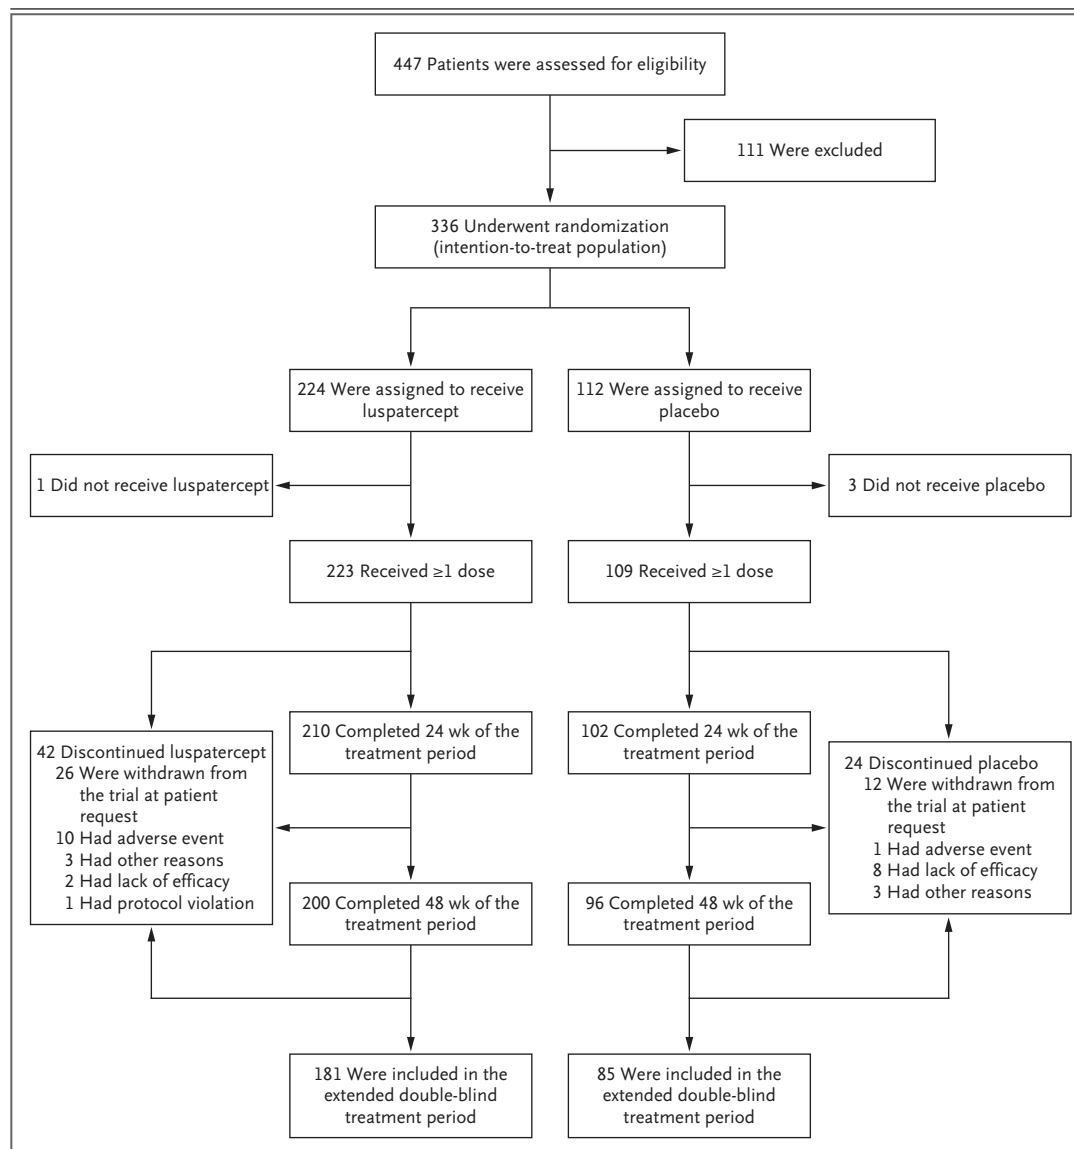 447 Patients were assessed for eligibility
111 Were excluded
336 Underwent randomization
(intention-to-treat population)
224 Were assigned to receive
luspatercept
112 Were assigned to receive
placebo
1 Did not receive luspatercept
3 Did not receive placebo
223 Received ≥1 dose
109 Received ≥1 dose
210 Completed 24 wk of the
treatment period
102 Completed 24 wk of the
treatment period
42 Discontinued luspatercept
26 Were withdrawn from
the trial at patient
request
10 Had adverse event
3 Had other reasons
2 Had lack of efficacy
1 Had protocol violation
24 Discontinued placebo
12 Were withdrawn from
the trial at patient
request
1 Had adverse event
8 Had lack of efficacy
3 Had other reasons
200 Completed 48 wk of the
treatment period
96 Completed 48 wk of the
treatment period
181 Were included in the
extended double-blind
treatment period
85 Were included in the
extended double-blind
treatment period